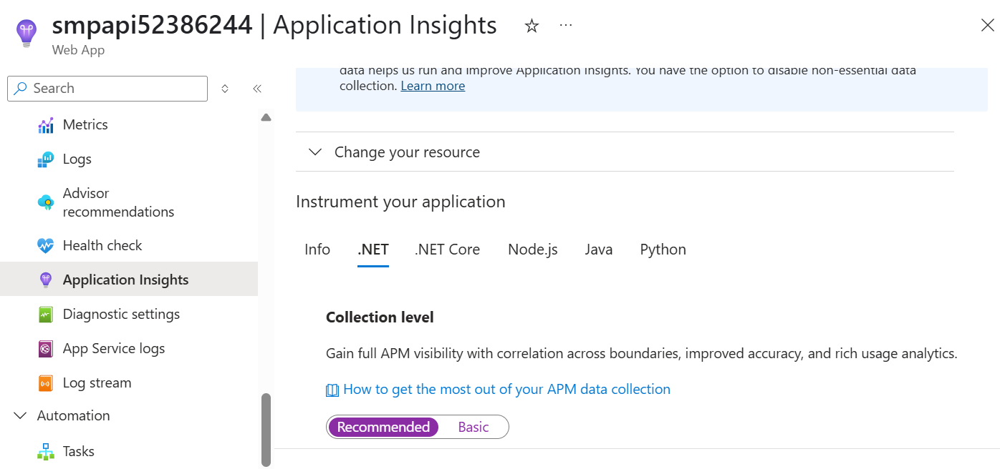 smpapi52386244 | Application Insights
Web App
Search
Metrics
Logs
Advisor
recommendations
Health check
Application Insights
Diagnostic settings
App Service logs
Log stream
Automation
Tasks
data helps us run and improve Application Insights. You have the option to disable non-essential data
collection. Learn more
Change your resource
Instrument your application
Info .NET .NET Core Node.js Java Python
Collection level
Gain full APM visibility with correlation across boundaries, improved accuracy, and rich usage analytics.
How to get the most out of your APM data collection
Recommended Basic